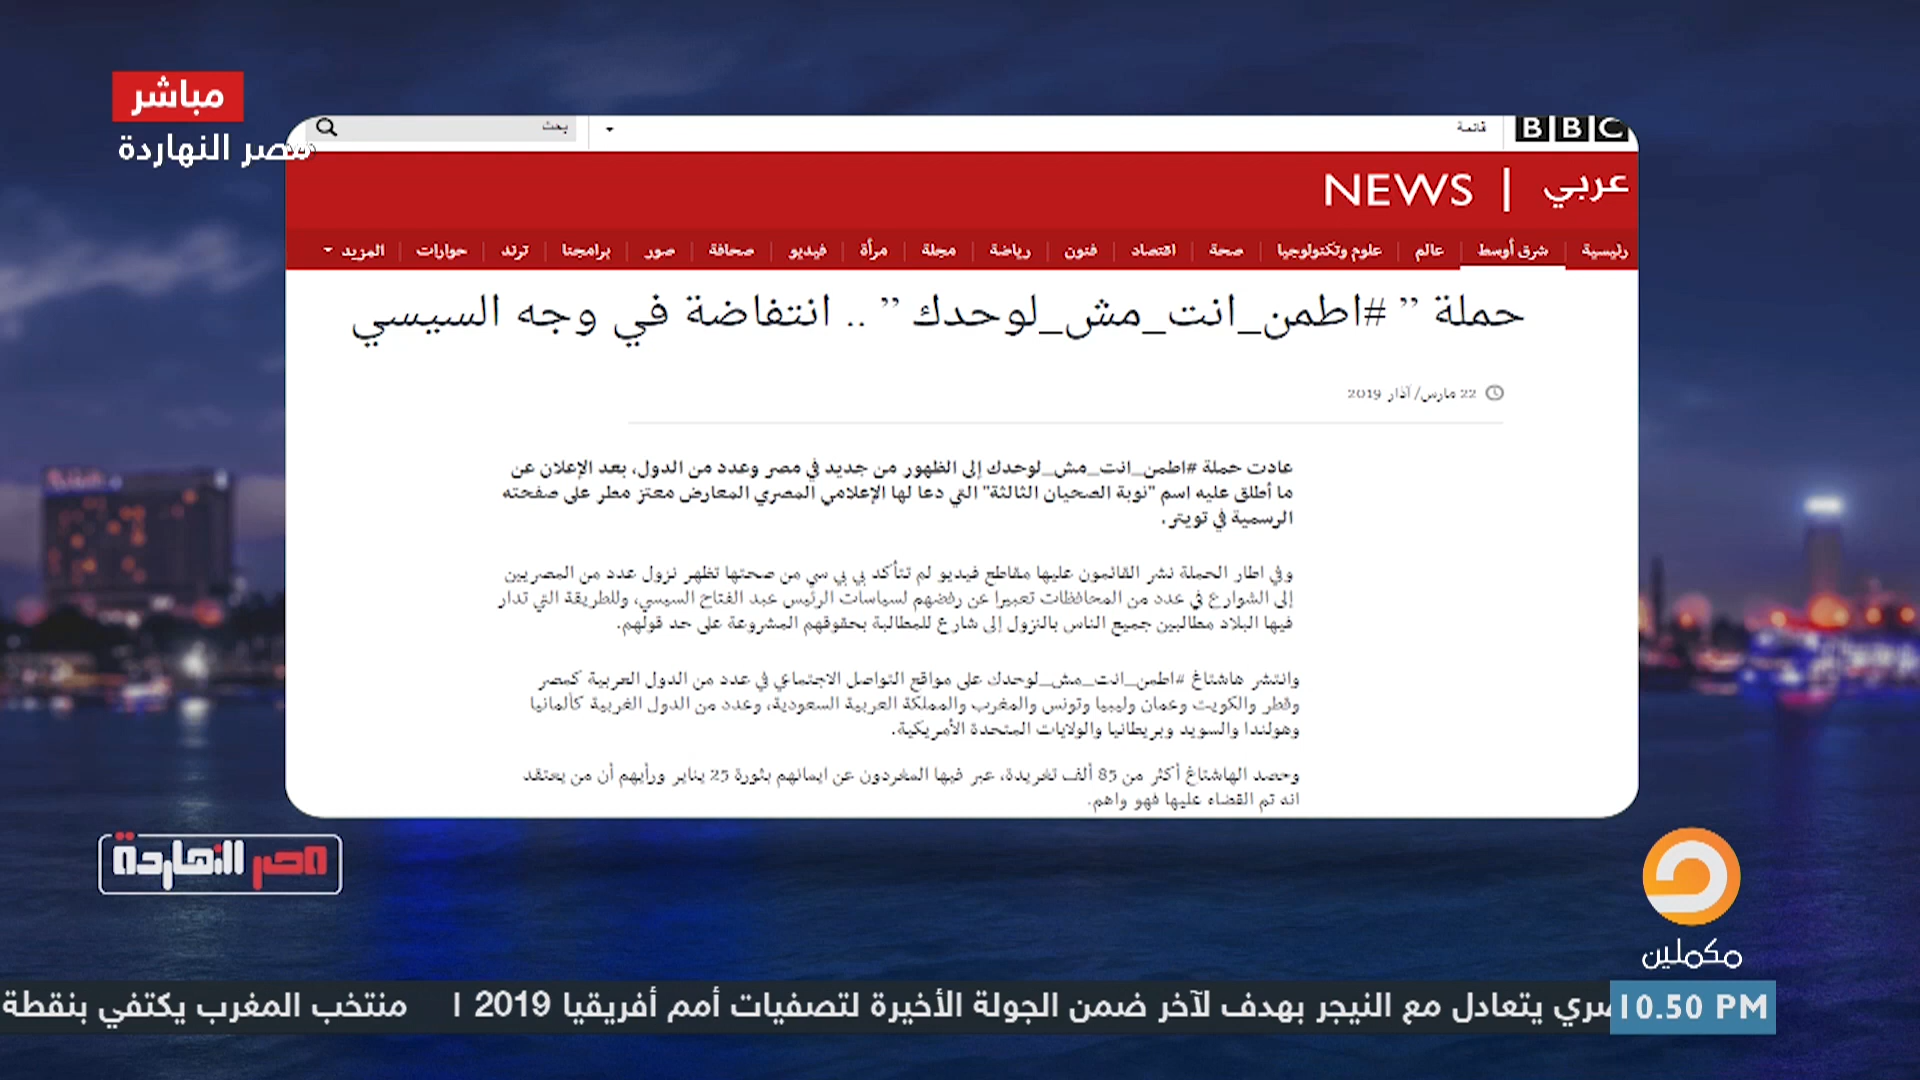 مباشر
مصر النهاردة
BBC
قائمة
بحث
عربي | NEWS
رئيسية
شرق أوسط
عالم
علوم وتكنولوجيا
صحة
اقتصاد
فنون
رياضة
مجلة
مرأة
فيديو
صحافة
صور
برامجنا
ترند
حوارات
المزيد
حملة ” #اطمن_انت_مش_لوحدك ” .. انتفاضة في وجه السيسي
22 مارس/ آذار 2019
عادت حملة #اطمن_انت_مش_لوحدك إلى الظهور من جديد في مصر وعدد من الدول، بعد الإعلان عن
ما أطلق عليه اسم "نوبة الصحيان الثالثة" التي دعا لها الإعلامي المصري المعارض معتز مطر على صفحته
الرسمية في تويتر.
وفي اطار الحملة نشر القائمون عليها مقاطع فيديو لم تتأكد بي بي سي من صحتها تظهر نزول عدد من المصريين
إلى الشوارع في عدد من المحافظات تعبيرا عن رفضهم لسياسات الرئيس عبد الفتاح السيسي، وللطريقة التي تدار
فيها البلاد مطالبين جميع الناس بالنزول إلى شارع للمطالبة بحقوقهم المشروعة على حد قولهم.
وانتشر هاشتاغ #اطمن_انت_مش_لوحدك على مواقع التواصل الاجتماعي في عدد من الدول العربية كمصر
وقطر والكويت وعمان وليبيا وتونس والمغرب والمملكة العربية السعودية، وعدد من الدول الغربية كألمانيا
وهولندا والسويد وبريطانيا والولايات المتحدة الأمريكية.
وحصد الهاشتاغ أكثر من 85 ألف تغريدة، عبر فيها المغردون عن ايمانهم بثورة 25 يناير ورأيهم أن من يعتقد
انه تم القضاء عليها فهو واهم.
مصر النهاردة
مكملين
صري يتعادل مع النيجر بهدف لآخر ضمن الجولة الأخيرة لتصفيات أمم أفريقيا 2019 | منتخب المغرب يكتفي بنقطة
10.50 PM